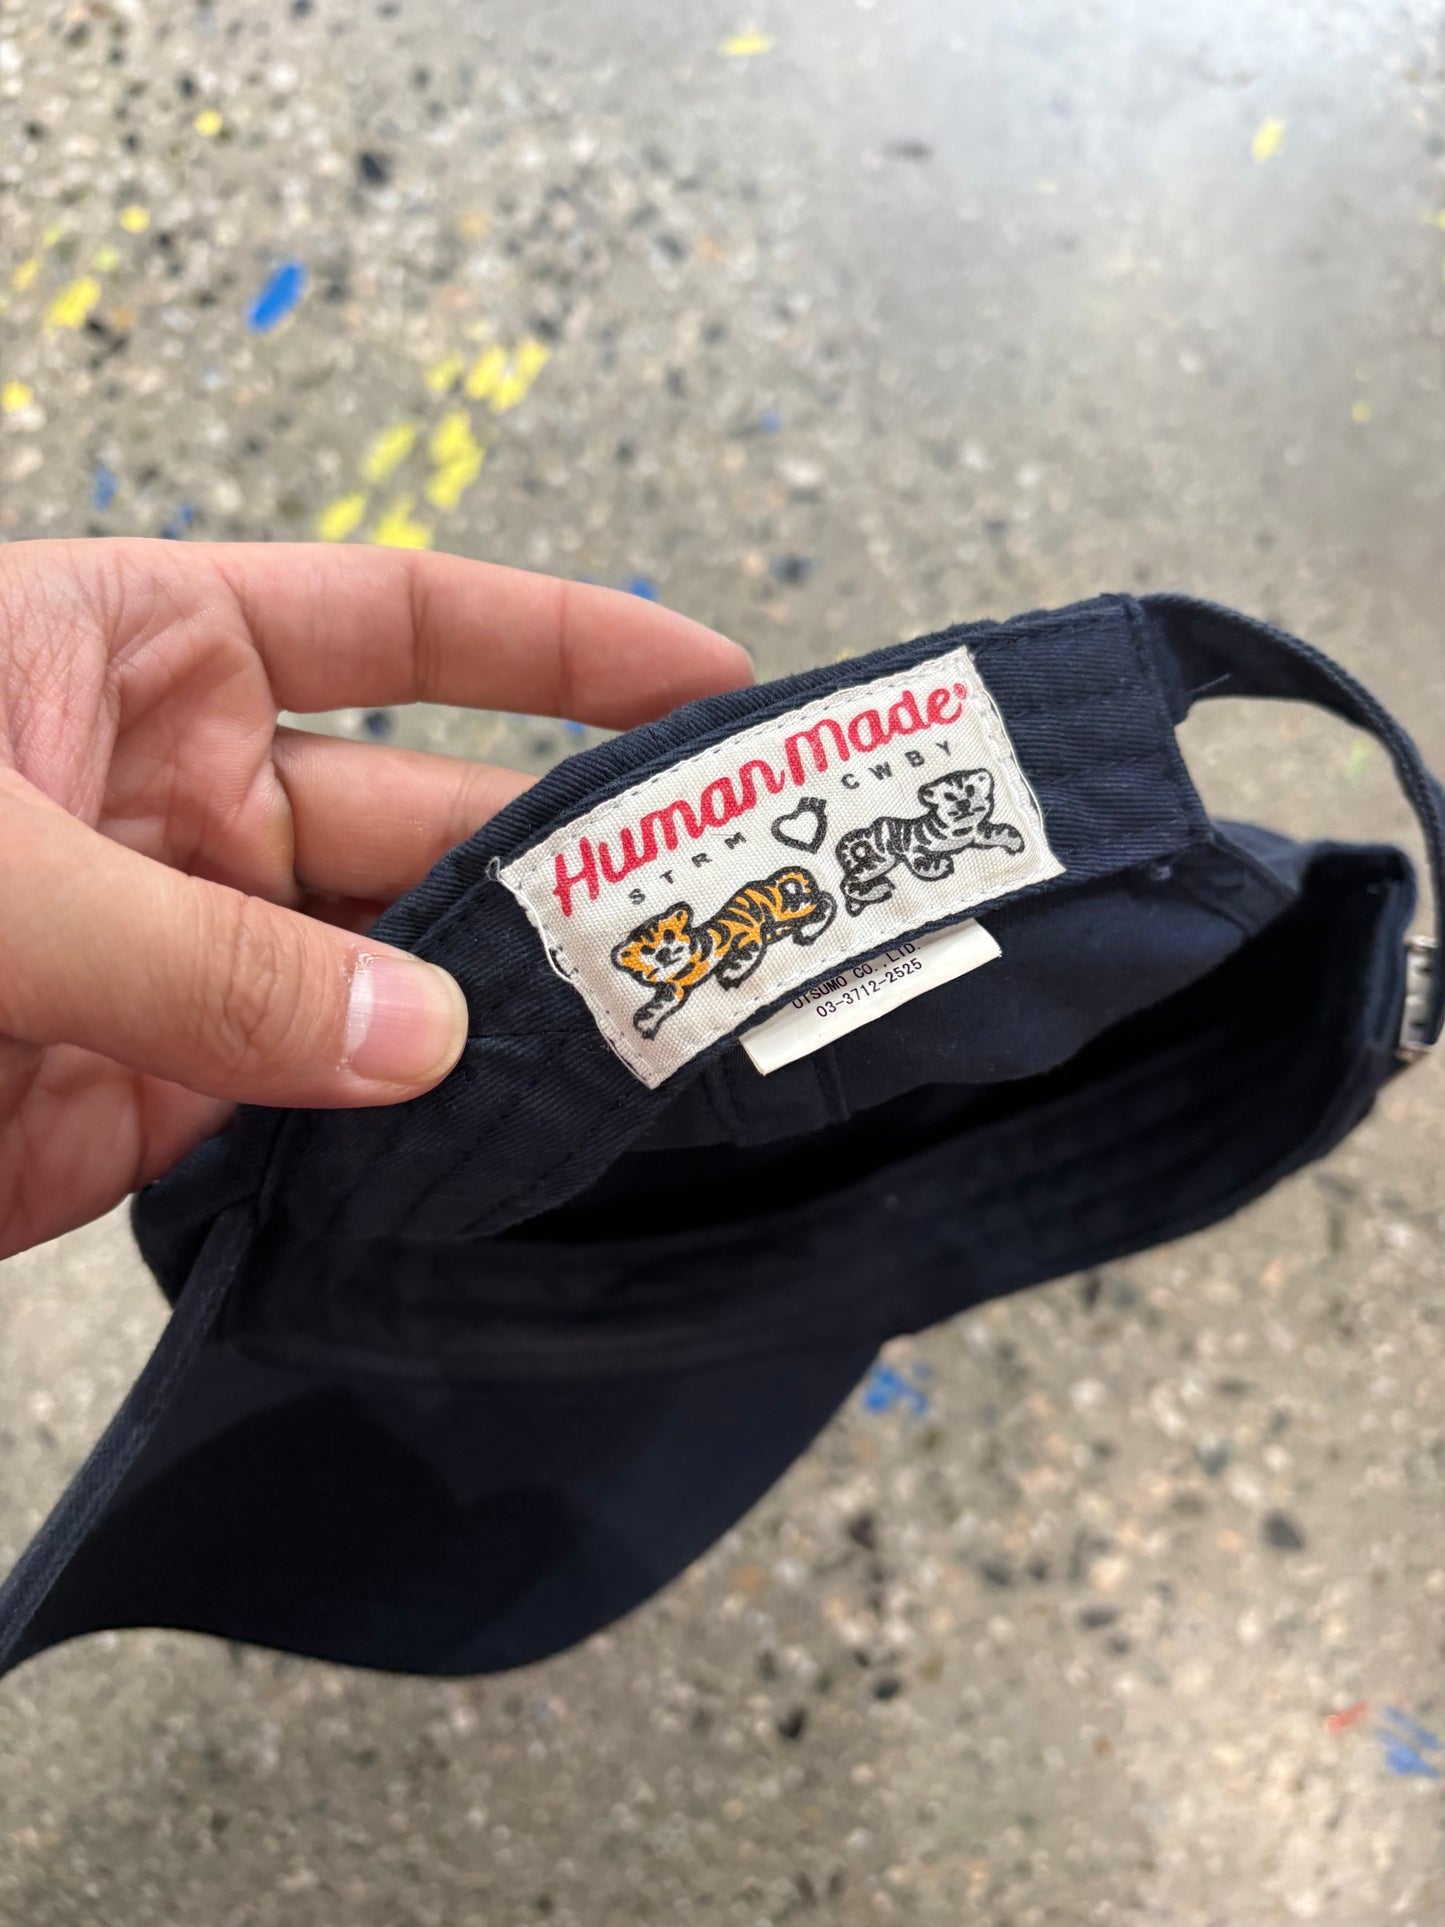 Human Made
STRM CWBY
OTSUMO CO.,LTD.
03-3712-2525